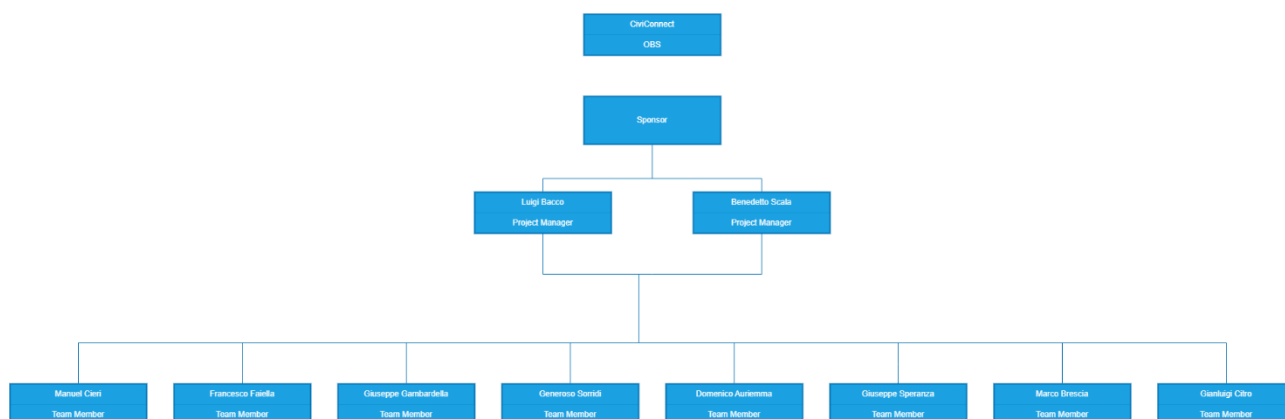 CiviConnect
OBS
Sponsor
Luigi Bacco
Project Manager
Benedetto Scala
Project Manager
Manuel Cieri
Team Member
Francesco Faiella
Team Member
Giuseppe Gambardella
Team Member
Generoso Sorridi
Team Member
Domenico Auriemma
Team Member
Giuseppe Speranza
Team Member
Marco Brescia
Team Member
Gianluigi Citro
Team Member